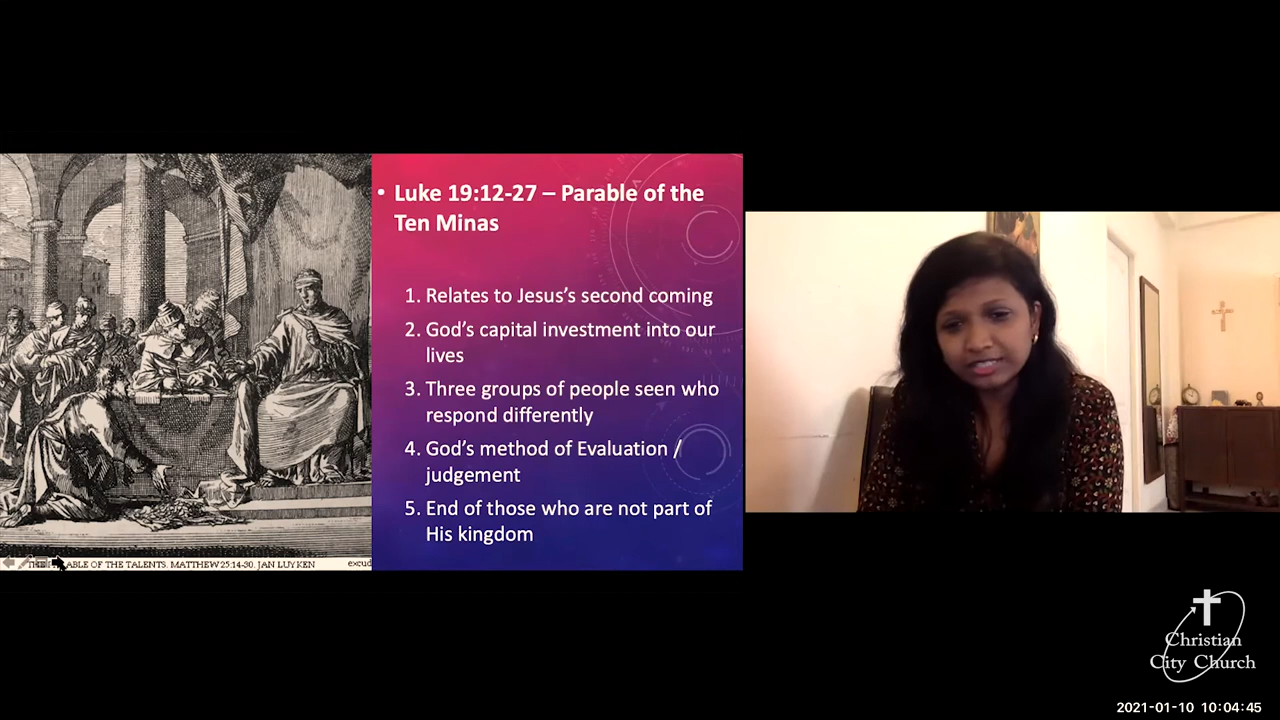 • Luke 19:12-27 – Parable of the
Ten Minas
1. Relates to Jesus's second coming
2. God's capital investment into our
lives
3. Three groups of people seen who
respond differently
4. God's method of Evaluation /
judgement
5. End of those who are not part of
His kingdom
ABLE OF THE TALENTS. MATTHEW 25:14-30. JAN LUYKEN
excud
Christian
City Church
2021-01-10 10:04:45